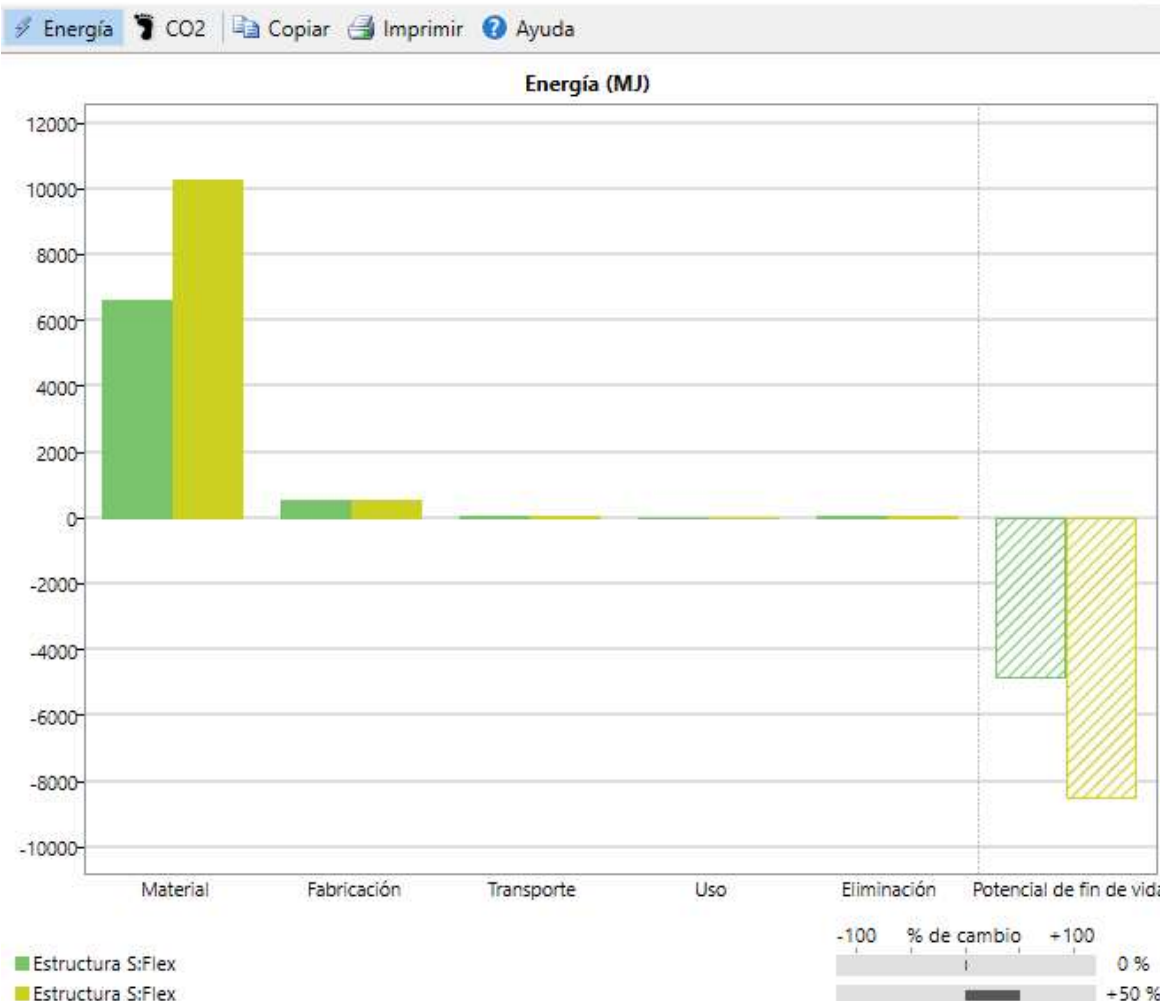 Energía CO2 Copiar Imprimir Ayuda
Energía (MJ)
12000
10000
8000
6000
4000
2000
0
-2000
-4000
-6000
-8000
-10000
Material Fabricación Transporte Uso Eliminación Potencial de fin de vida
-100 % de cambio +100
Estructura S:Flex 0 %
Estructura S:Flex +50 %